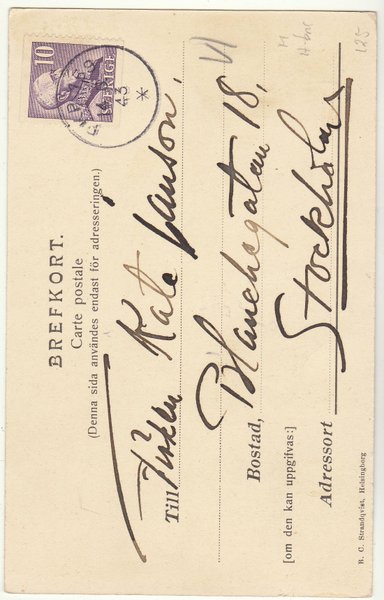 BREFKORT.
Carte postale
(Denna sida användes endast för adresseringen.)
10
SVERIGE
43
Till Fröken Kate
Bostad, Blanchegatan 18,
[om den kan uppgifvas:]
Adressort Stockholm
B. C. Strandqvist, Helsingborg
125